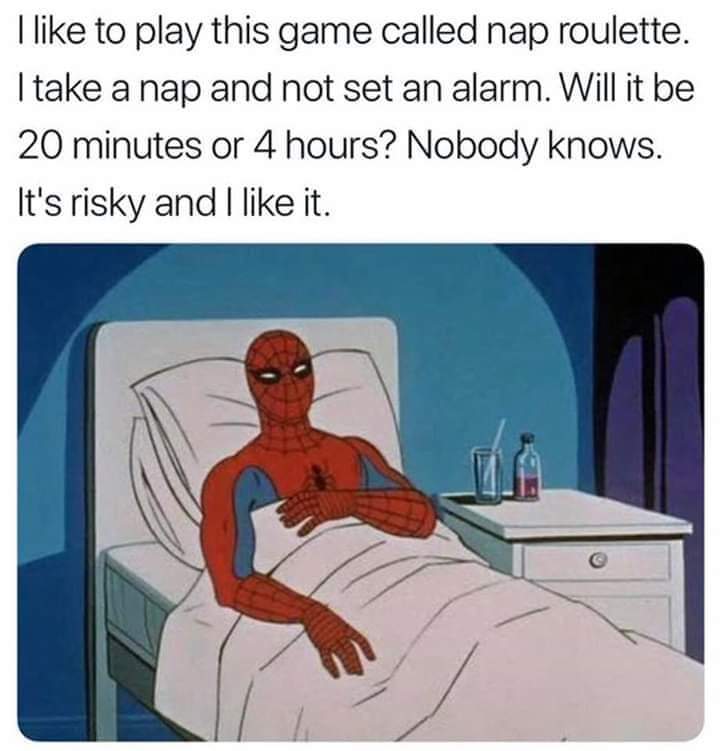 I like to play this game called nap roulette.
I take a nap and not set an alarm. Will it be
20 minutes or 4 hours? Nobody knows.
It's risky and I like it.